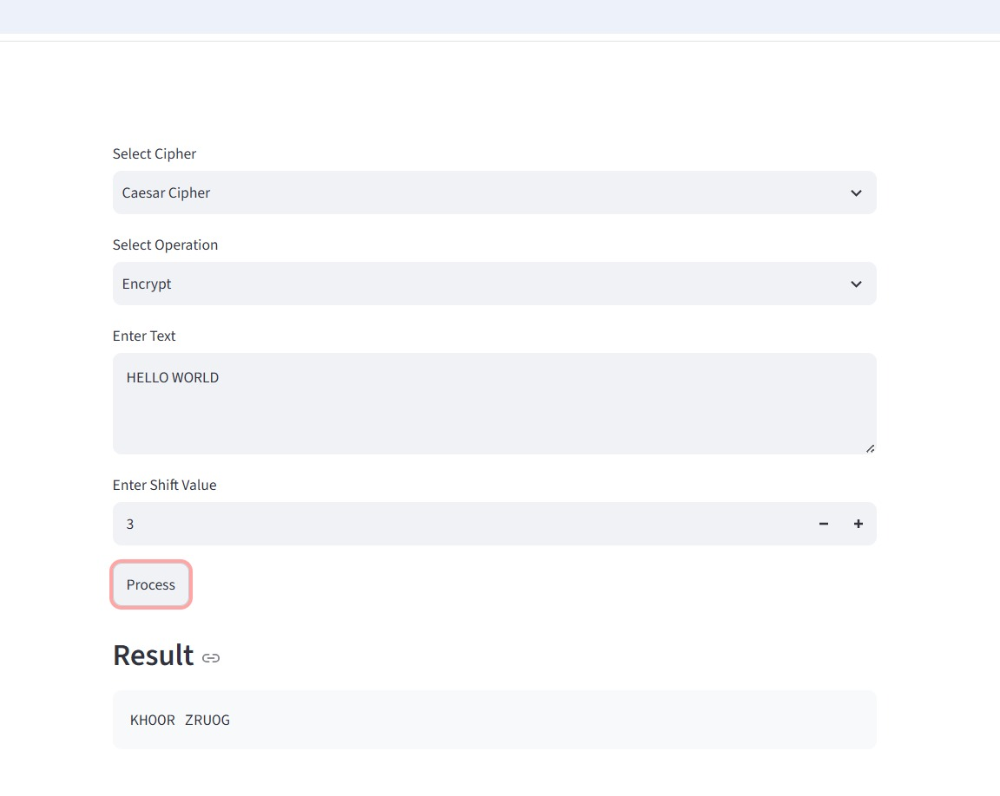 Select Cipher
Caesar Cipher
Select Operation
Encrypt
Enter Text
HELLO WORLD
Enter Shift Value
3
Process
Result
KHOOR ZRUOG